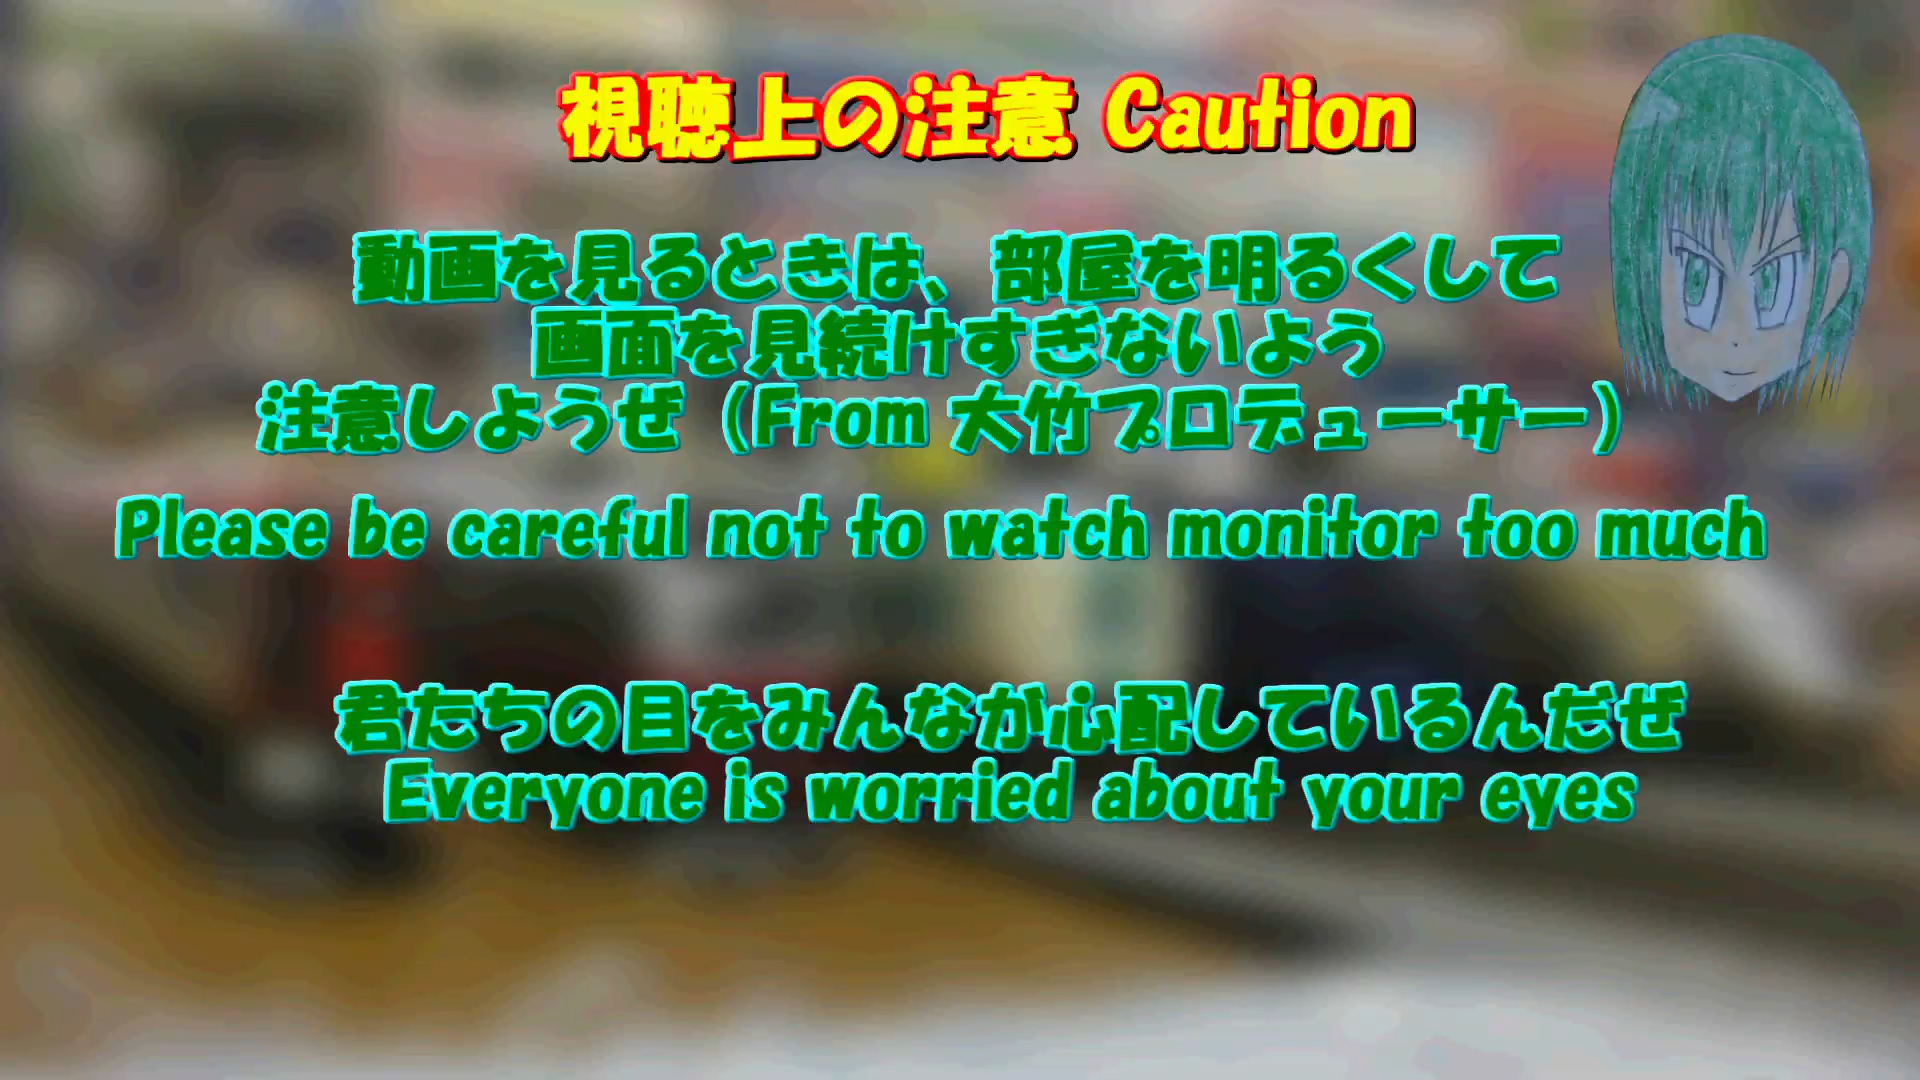 視聴上の注意 Caution
動画を見るときは、部屋を明るくして
画面を見続けすぎないよう
注意しようぜ（From 大竹プロデューサー）
Please be careful not to watch monitor too much
君たちの目をみんなが心配しているんだぜ
Everyone is worried about your eyes